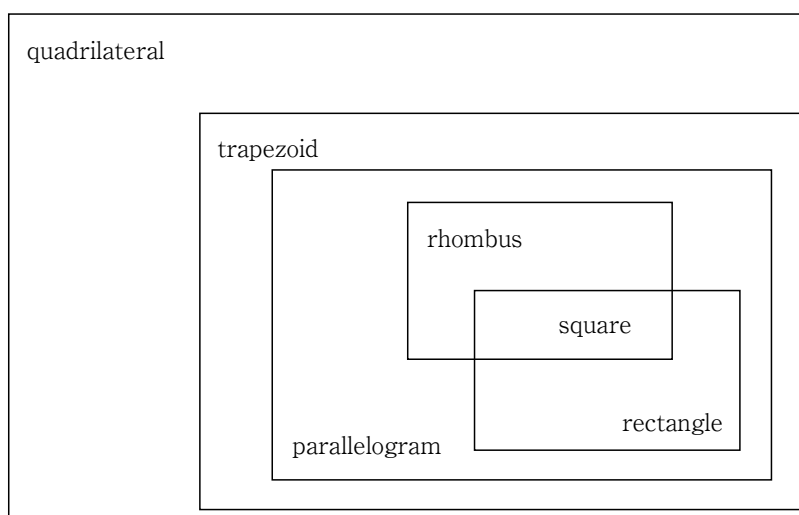 quadrilateral
trapezoid
rhombus
square
rectangle
parallelogram